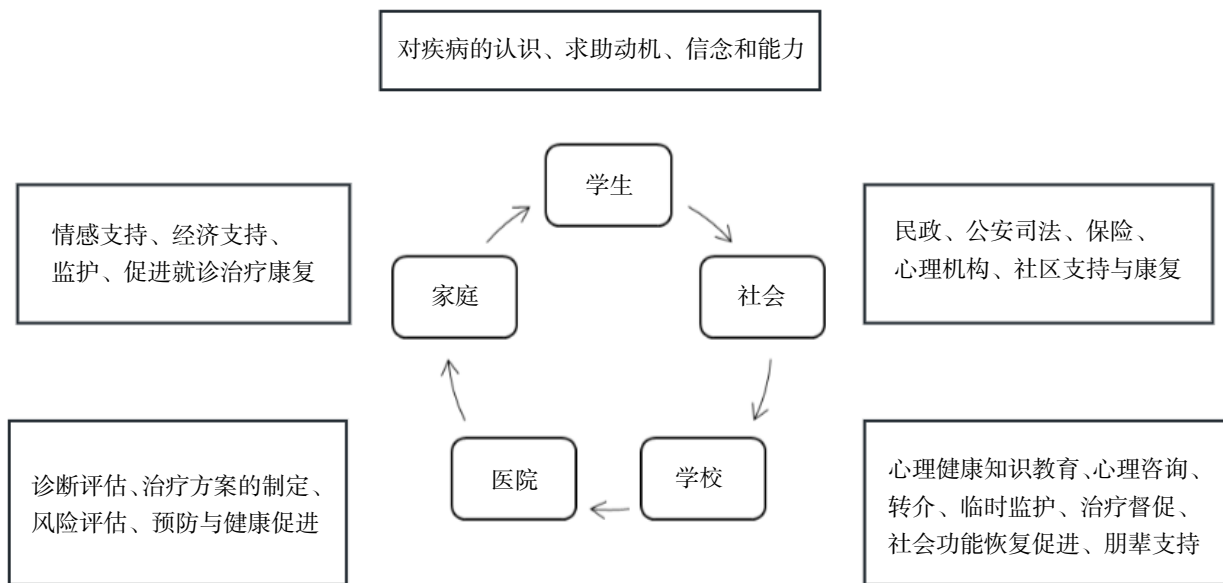 对疾病的认识、求助动机、信念和能力
学生
情感支持、经济支持、
监护、促进就诊治疗康复
民政、公安司法、保险、
心理机构、社区支持与康复
家庭
社会
诊断评估、治疗方案的制定、
风险评估、预防与健康促进
医院
学校
心理健康知识教育、心理咨询、
转介、临时监护、治疗督促、
社会功能恢复促进、朋辈支持